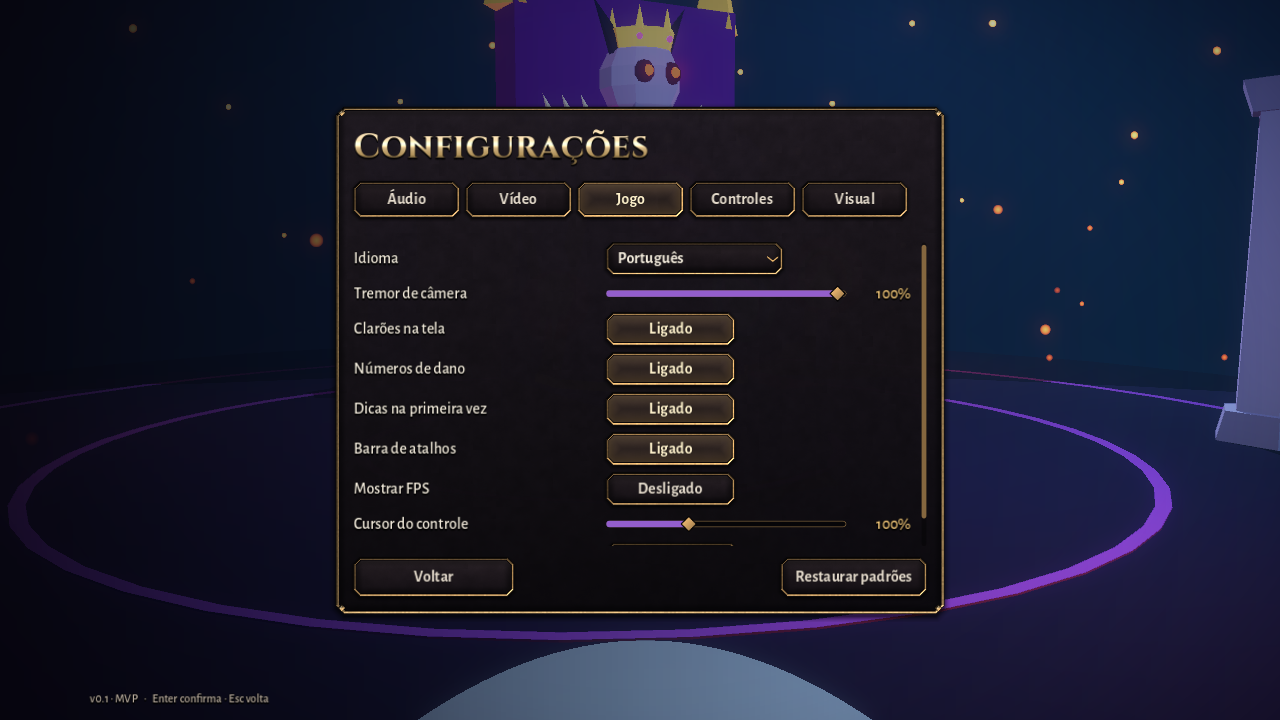 Configurações
Áudio Vídeo Jogo Controles Visual
Idioma Português
Tremor de câmera 100%
Clarões na tela Ligado
Números de dano Ligado
Dicas na primeira vez Ligado
Barra de atalhos Ligado
Mostrar FPS Desligado
Cursor do controle 100%
Voltar Restaurar padrões
v0.1 · MVP · Enter confirma · Esc volta